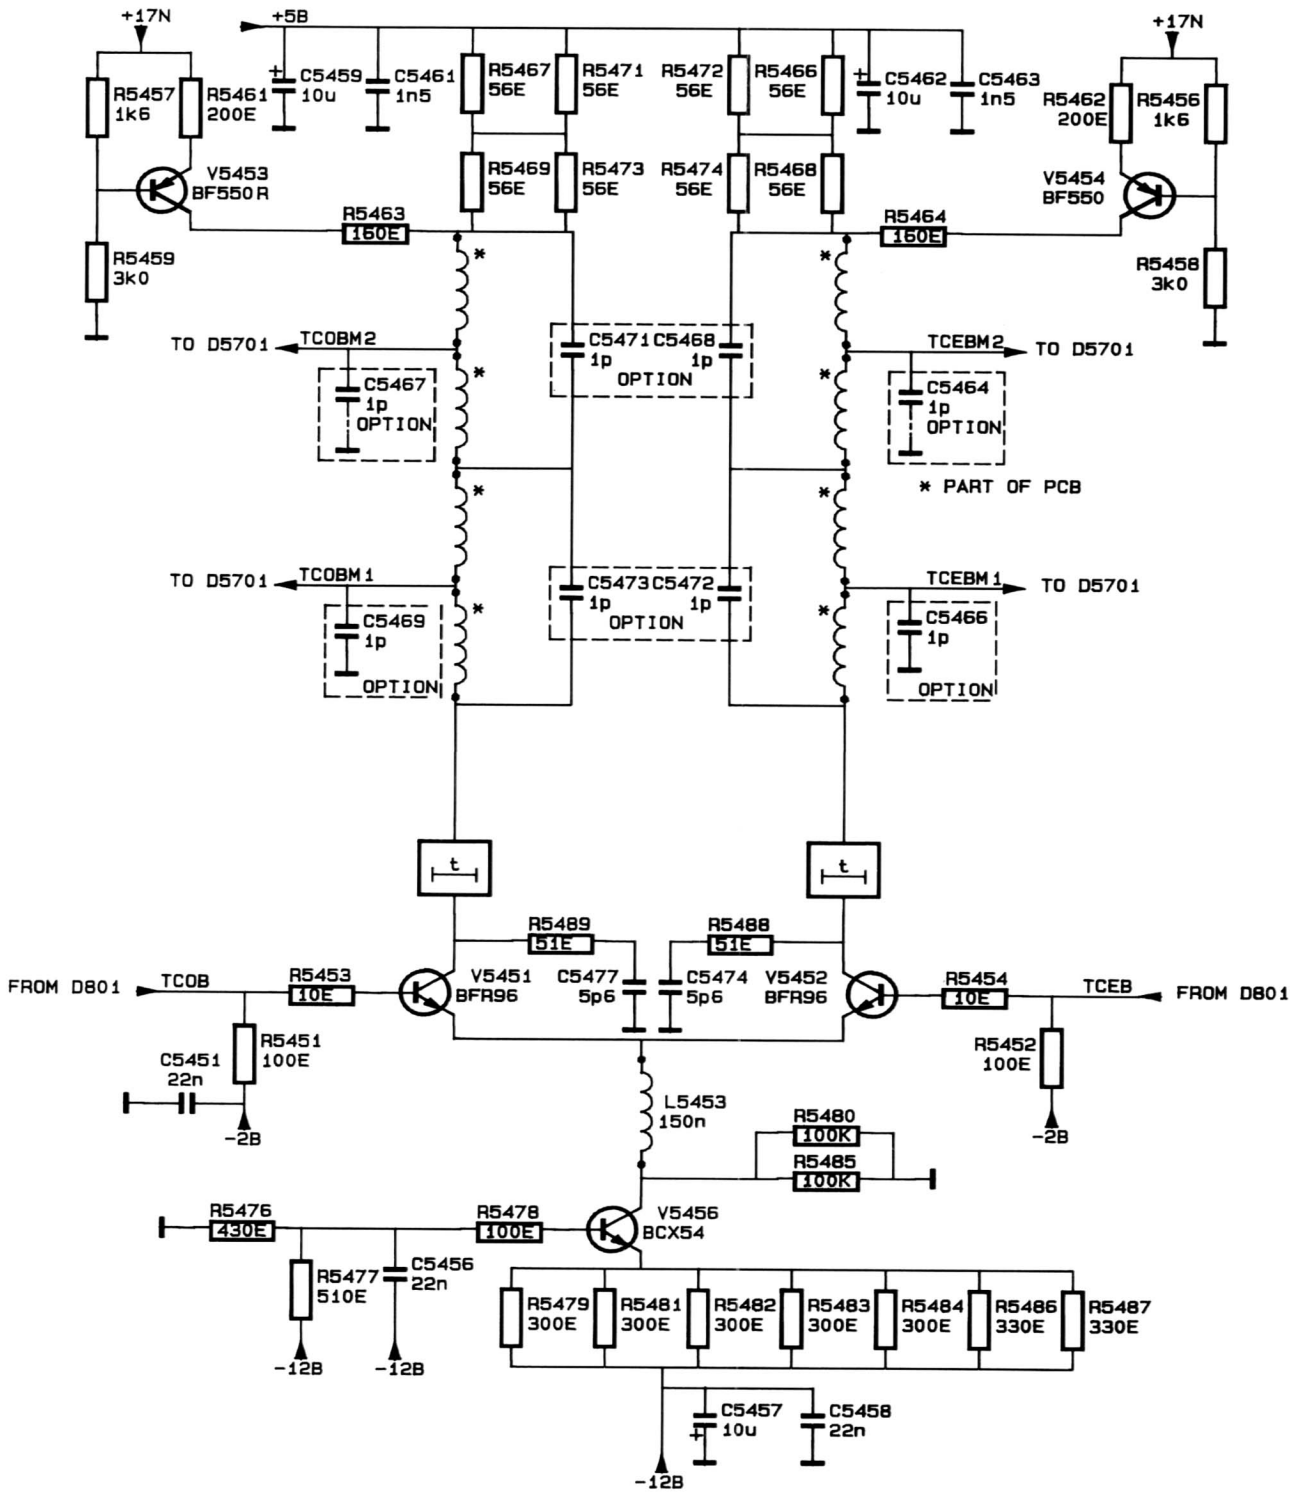 +17N
+5B
+17N
R5457
1k6
R5461
200E
C5459
+
10u
C5461
1n5
R5467
56E
R5471
56E
R5472
56E
R5466
56E
C5462
+
10u
C5463
1n5
R5462
200E
R5456
1k6
V5453
BF550R
R5469
56E
R5473
56E
R5474
56E
R5468
56E
V5454
BF550
R5463
160E
R5464
160E
R5459
3k0
R5458
3k0
*
*
TO D5701
TCOBM2
C5471
1p
C5468
1p
OPTION
TCEBM2
TO D5701
C5467
1p
OPTION
*
*
C5464
1p
OPTION
*
*
* PART OF PCB
TO D5701
TCOBM1
C5473
1p
C5472
1p
OPTION
TCEBM1
TO D5701
C5469
1p
OPTION
*
*
C5466
1p
OPTION
t
t
R5489
51E
R5488
51E
FROM D801
TCOB
R5453
10E
V5451
BFR96
C5477
5p6
C5474
5p6
V5452
BFR96
R5454
10E
TCEB
FROM D801
R5451
100E
C5451
22n
-2B
R5452
100E
-2B
L5453
150n
R5480
100K
R5485
100K
R5476
430E
R5478
100E
V5456
BCX54
R5477
510E
C5456
22n
-12B
-12B
R5479
300E
R5481
300E
R5482
300E
R5483
300E
R5484
300E
R5486
330E
R5487
330E
C5457
10u
+
C5458
22n
-12B